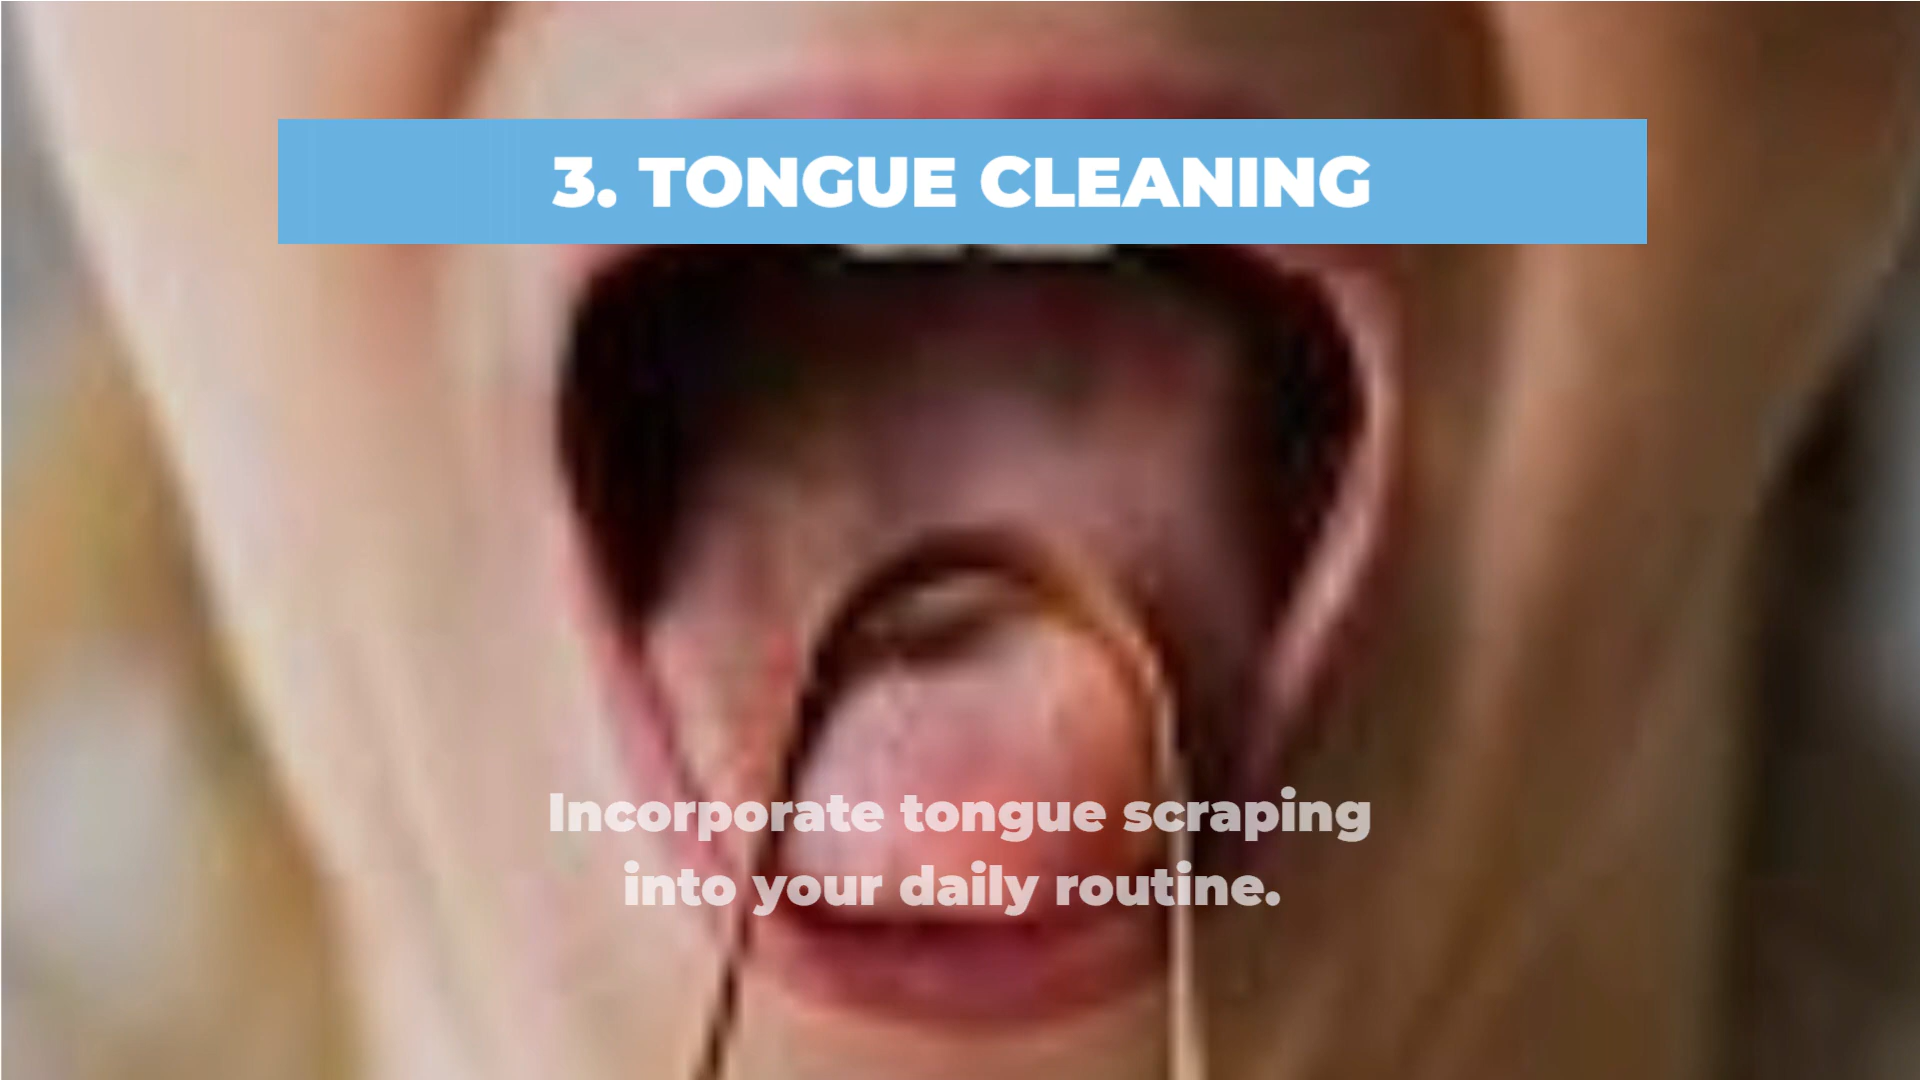 3. TONGUE CLEANING
Incorporate tongue scraping
into your daily routine.